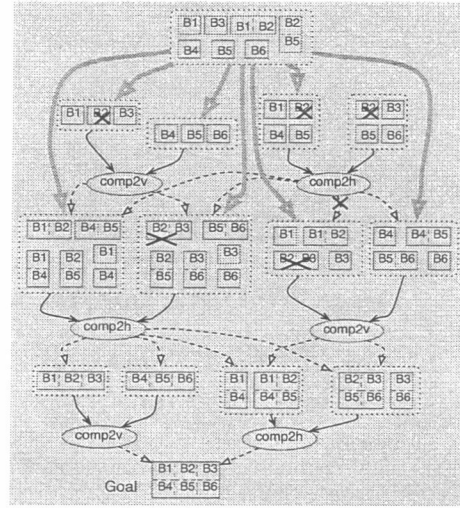 B1 B3 B1 B2 B2
B4 B5 B6 B5
B1 B2 B3
B4 B5 B6
B1 B2
B4 B5
B2 B3
B5 B6
comp2v
comp2h
B1 B2 B4 B5
B1 B2 B1
B4 B5 B4
B2 B3 B5 B6
B2 B3 B3
B5 B6 B6
B1 B1 B2
B4 B4 B5
B2 B3 B3
B5 B6 B6
comp2h
comp2v
B1 B2 B3
B4 B5 B6
B1 B1 B2
B4 B4 B5
B2 B3 B3
B5 B6 B6
comp2v
comp2h
B1 B2 B3
Goal B4 B5 B6